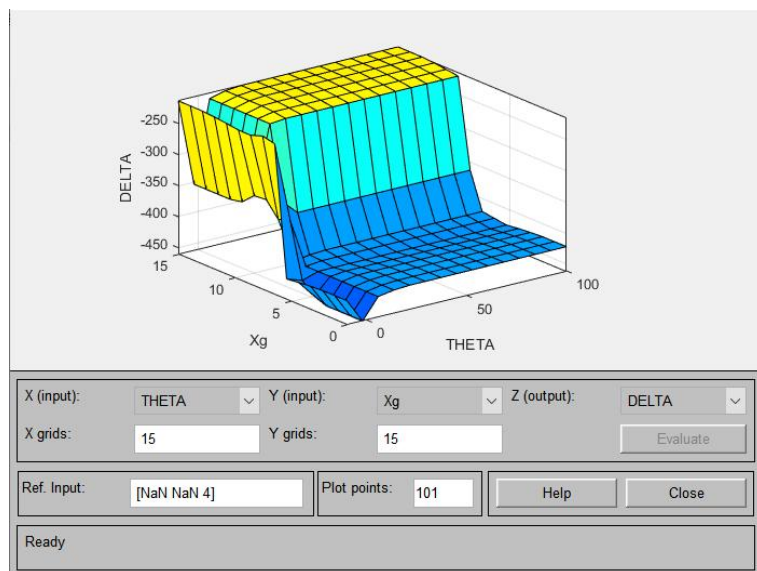 -250
-300
-350
-400
-450
DELTA
15
10
5
0
Xg
0
50
100
THETA
X (input): THETA Y (input): Xg Z (output): DELTA
X grids: 15 Y grids: 15 Evaluate
Ref. Input: [NaN NaN 4] Plot points: 101 Help Close
Ready